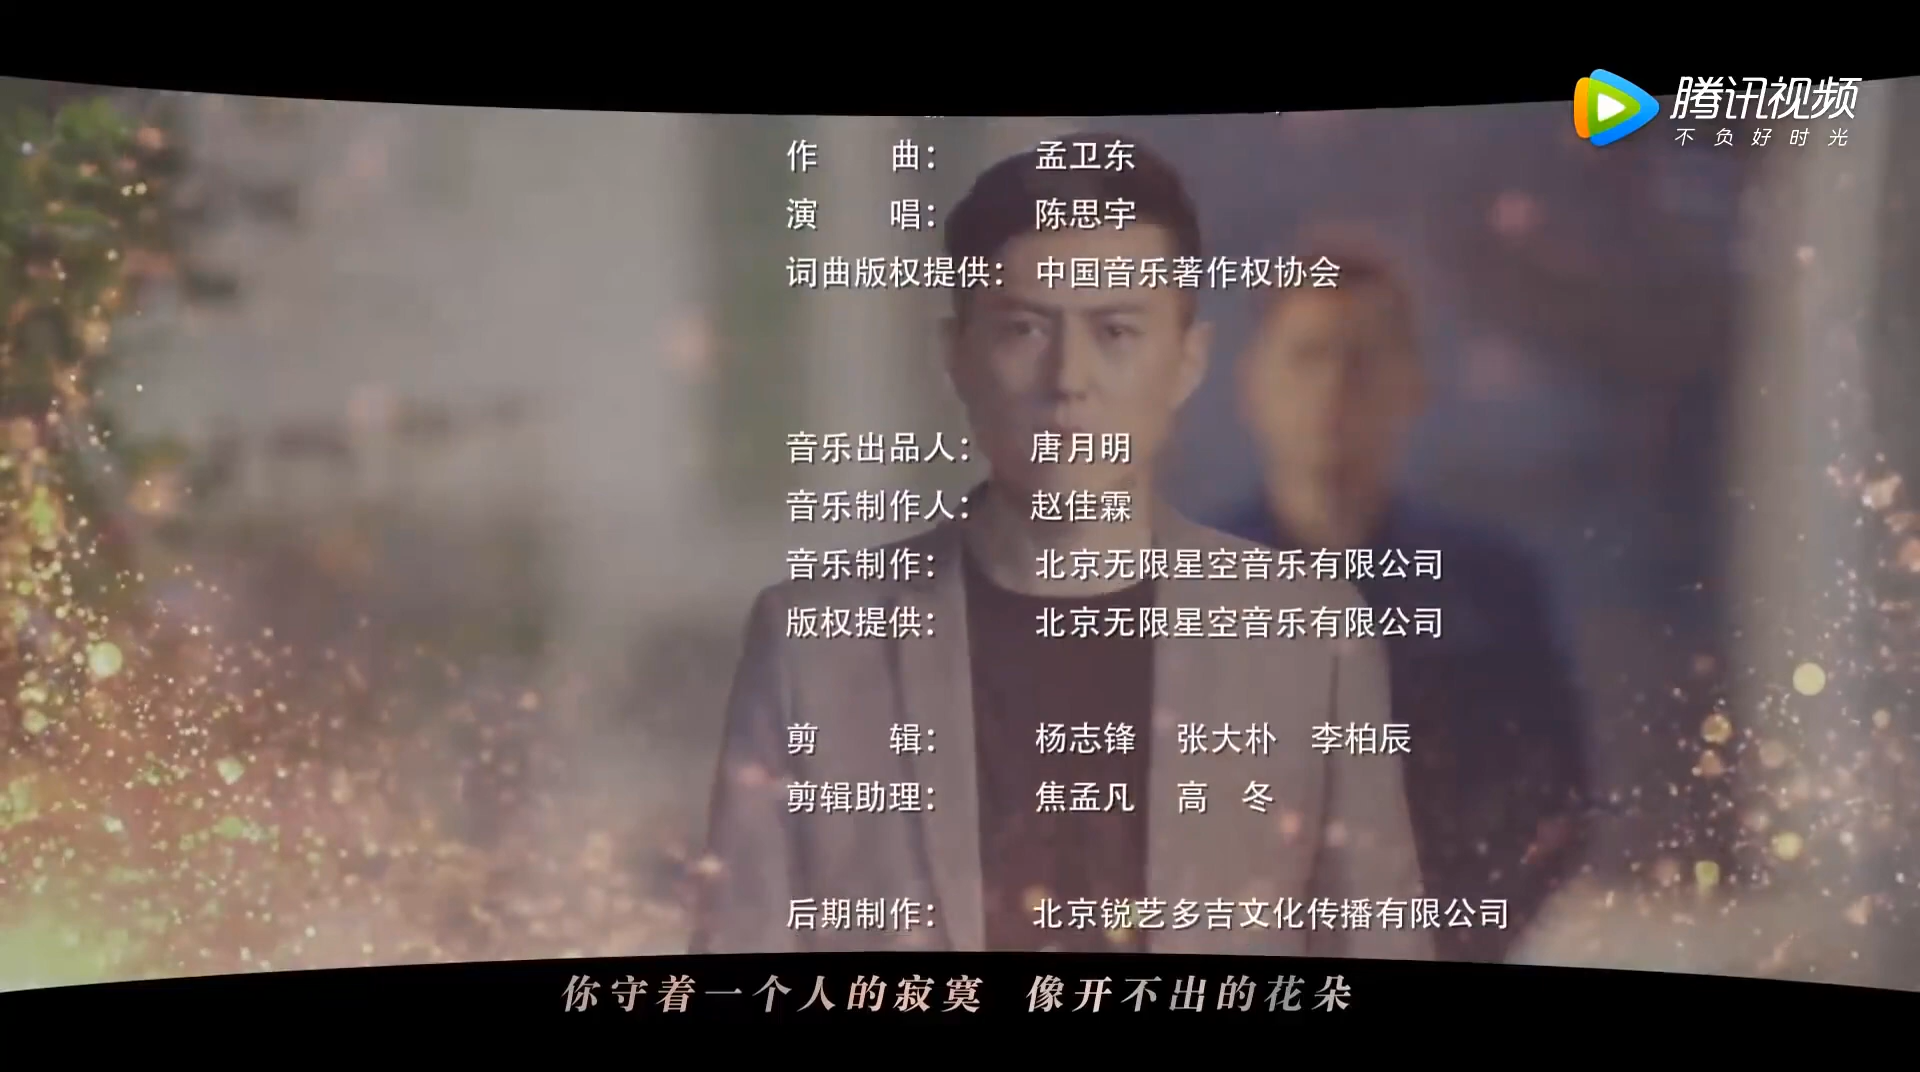 腾讯视频
不负好时光
作 曲： 孟卫东
演 唱： 陈思宇
词曲版权提供： 中国音乐著作权协会
音乐出品人： 唐月明
音乐制作人： 赵佳霖
音乐制作： 北京无限星空音乐有限公司
版权提供： 北京无限星空音乐有限公司
剪 辑： 杨志锋 张大朴 李柏辰
剪辑助理： 焦孟凡 高 冬
后期制作： 北京锐艺多吉文化传播有限公司
你守着一个人的寂寞 像开不出的花朵